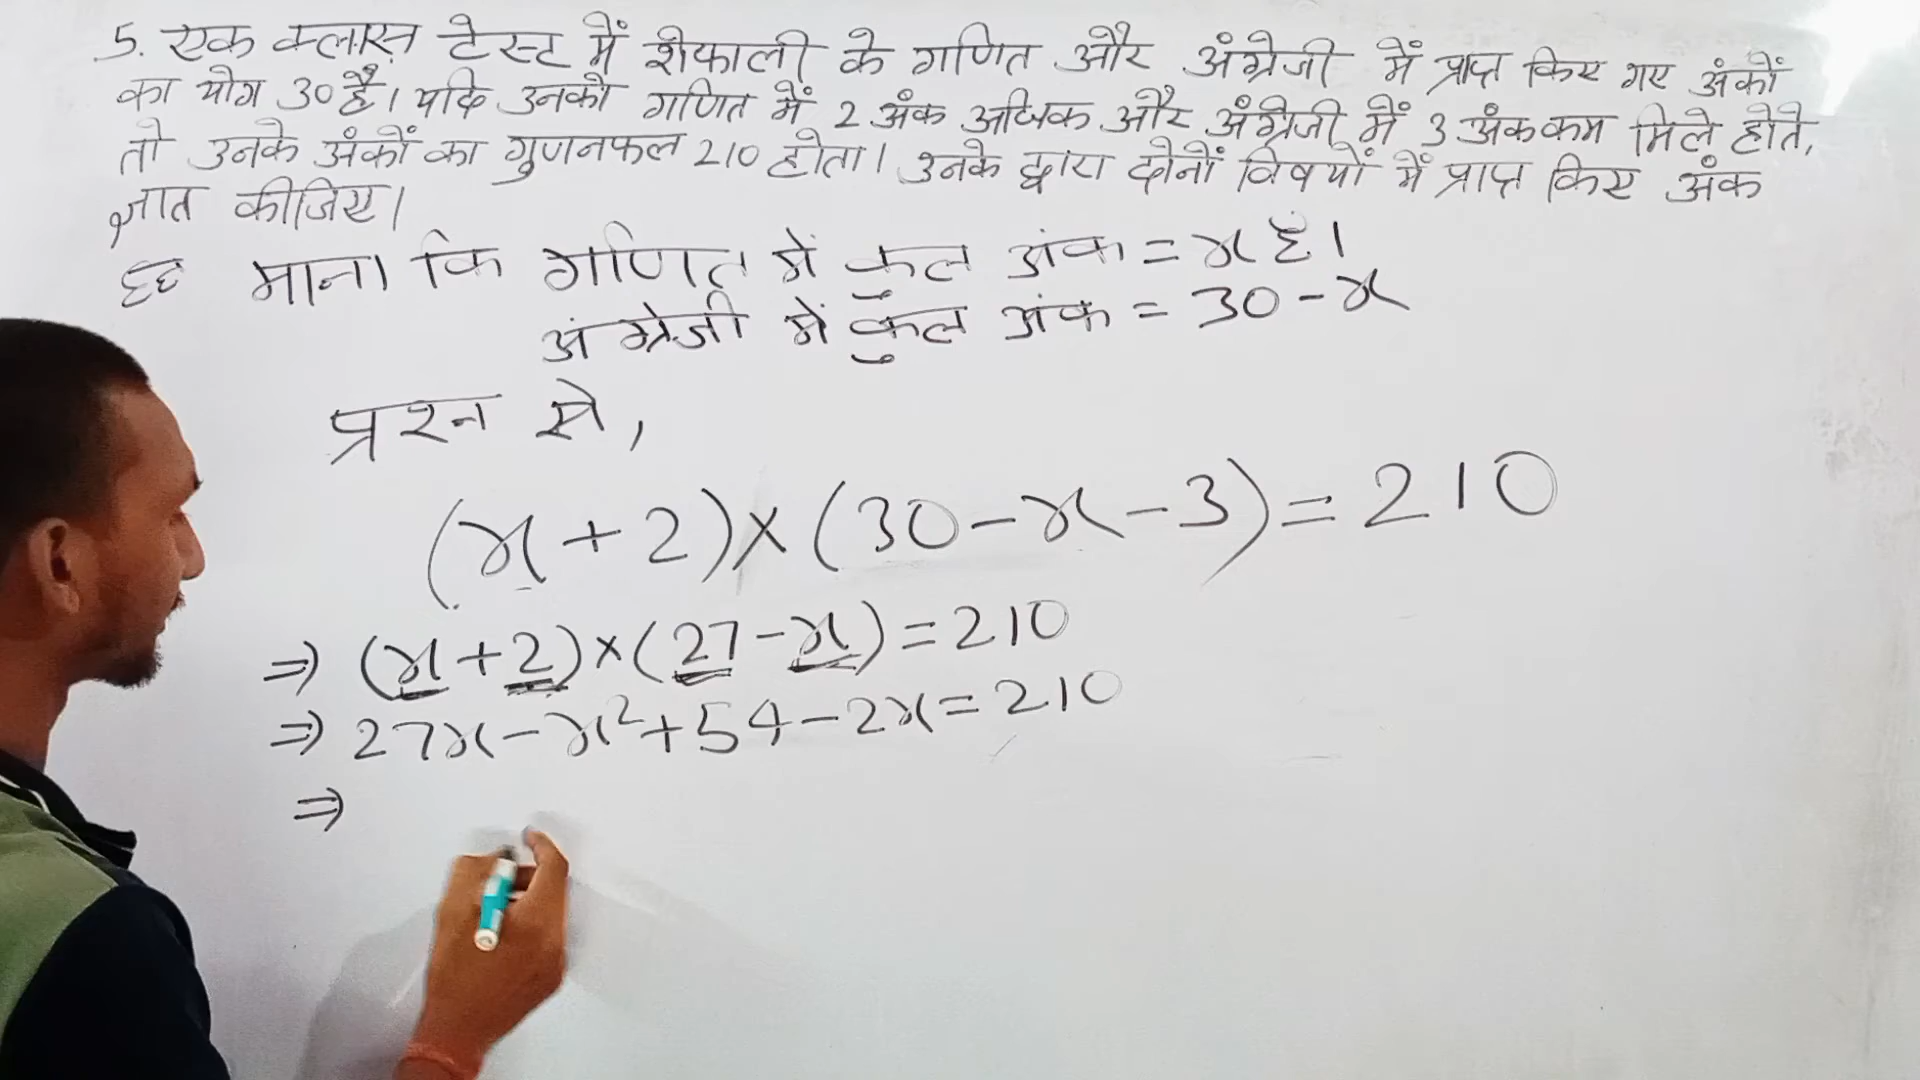 5. एक क्लास टेस्ट में शेफाली के गणित और अंग्रेजी में प्राप्त किए गए अंकों
का योग 30 है। यदि उनको गणित में 2 अंक अधिक और अंग्रेजी में 3 अंक कम मिले होते,
तो उनके अंकों का गुणनफल 210 होता। उनके द्वारा दोनों विषयों में प्राप्त किए अंक
ज्ञात कीजिए।
माना कि गणित में कुल अंक = x है।
अंग्रेजी में कुल अंक = 30 - x
प्रश्न से,
(x + 2) × (30 - x - 3) = 210
⇒ (x + 2) × (27 - x) = 210
⇒ 27x - x² + 54 - 2x = 210
⇒